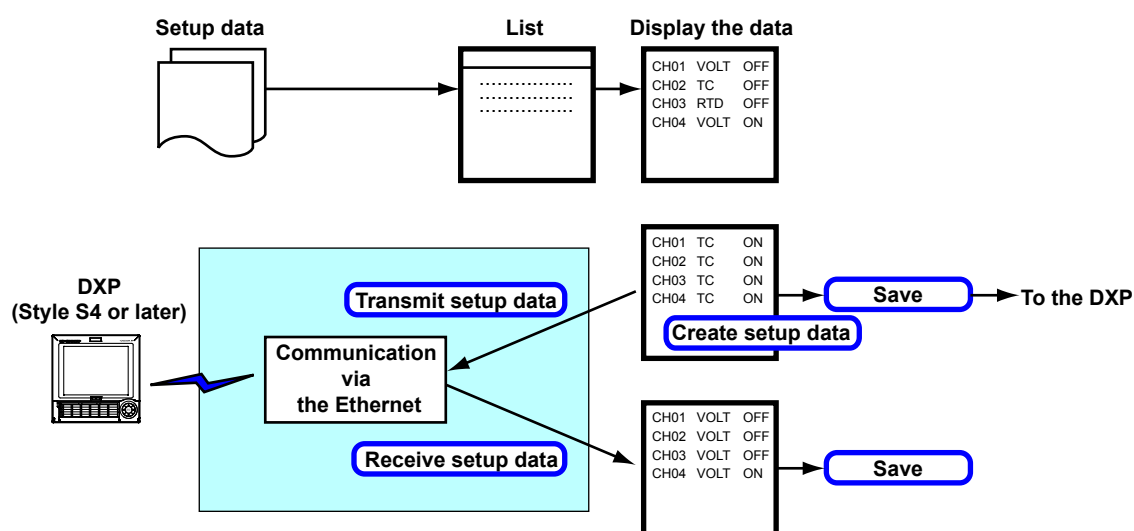 Setup data
List
Display the data
CH01 VOLT OFF
CH02 TC OFF
CH03 RTD OFF
CH04 VOLT ON
DXP
(Style S4 or later)
Transmit setup data
Communication
via
the Ethernet
Receive setup data
CH01 TC ON
CH02 TC ON
CH03 TC ON
CH04 TC ON
Create setup data
Save
To the DXP
CH01 VOLT OFF
CH02 VOLT OFF
CH03 VOLT OFF
CH04 VOLT ON
Save